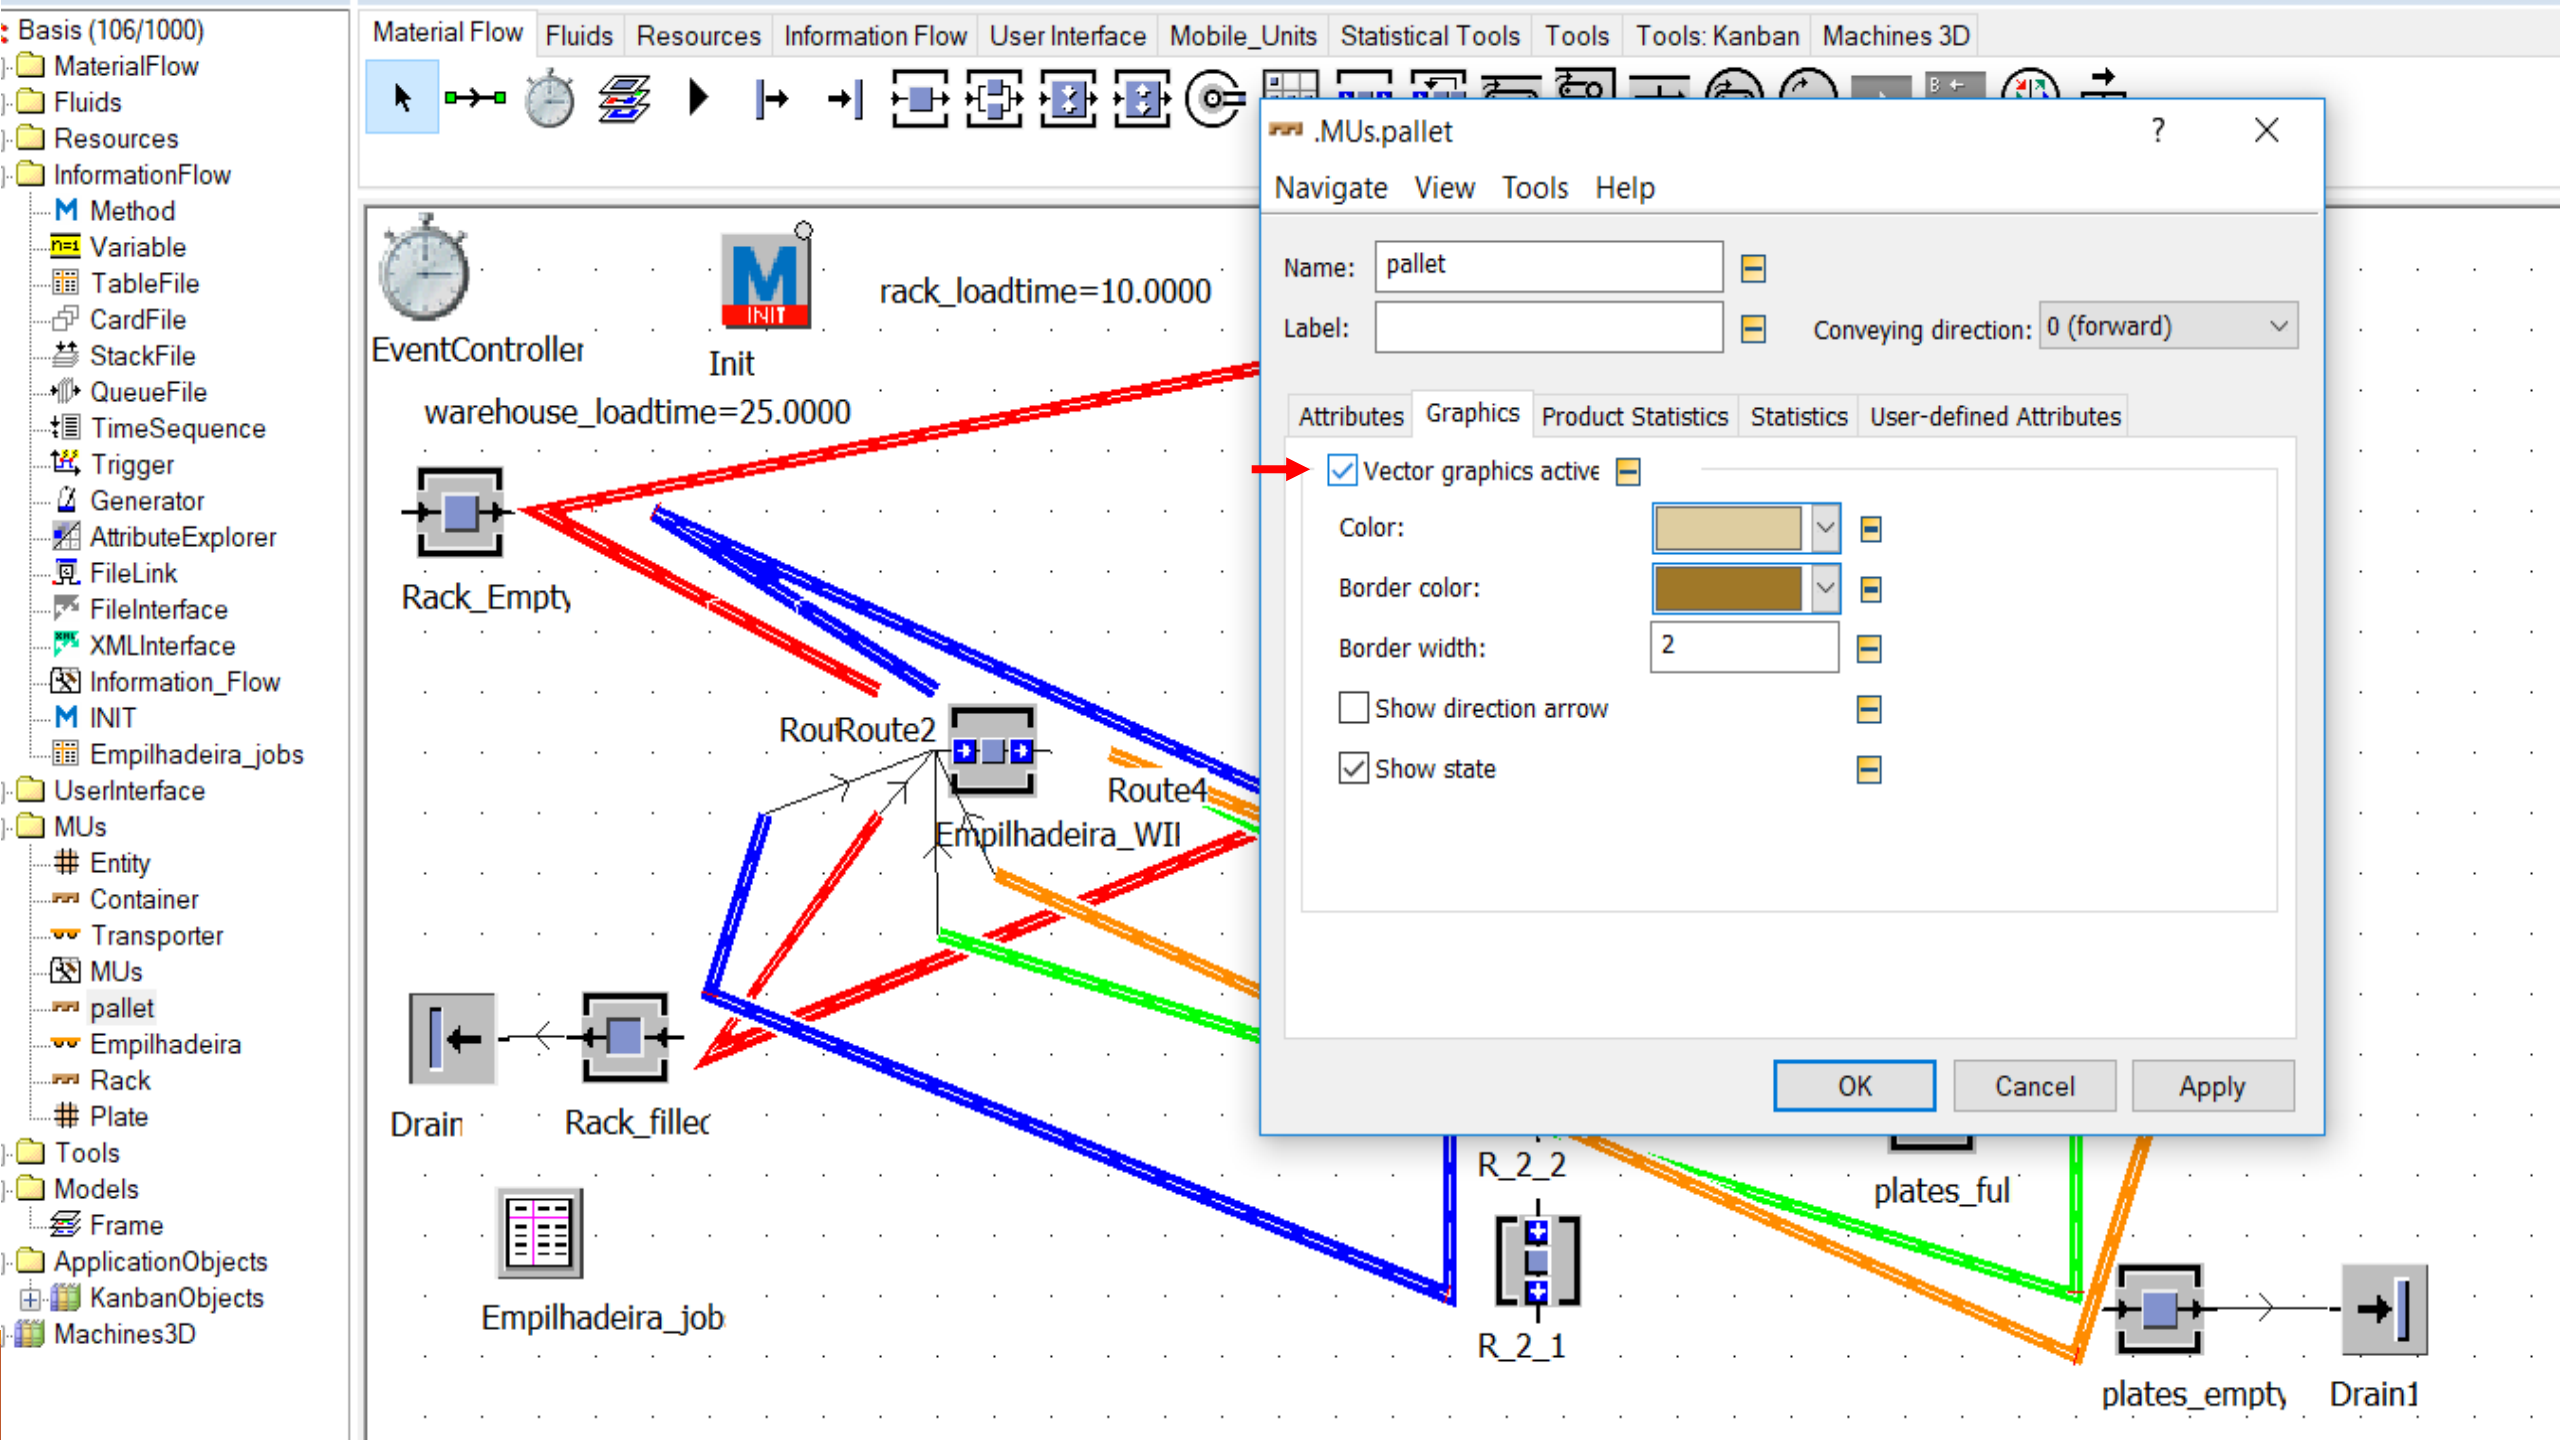 Basis (106/1000)
MaterialFlow
Fluids
Resources
InformationFlow
Method
Variable
TableFile
CardFile
StackFile
QueueFile
TimeSequence
Trigger
Generator
AttributeExplorer
FileLink
FileInterface
XMLInterface
Information_Flow
INIT
Empilhadeira_jobs
UserInterface
MUs
Entity
Container
Transporter
MUs
pallet
Empilhadeira
Rack
Plate
Tools
Models
Frame
ApplicationObjects
KanbanObjects
Machines3D
Material Flow Fluids Resources Information Flow User Interface Mobile_Units Statistical Tools Tools Tools: Kanban Machines 3D
B
EventController
M
INIT
Init
rack_loadtime=10.0000
warehouse_loadtime=25.0000
Rack_Empty
Rou Route2
Route4
Empilhadeira_WI
Drain
Rack_filled
Empilhadeira_job
R_2_2
R_2_1
plates_ful
plates_empty
Drain1
.MUs.pallet ?
Navigate View Tools Help
Name: pallet
Label:
Conveying direction: 0 (forward)
Attributes Graphics Product Statistics Statistics User-defined Attributes
Vector graphics active
Color:
Border color:
Border width: 2
Show direction arrow
Show state
OK Cancel Apply